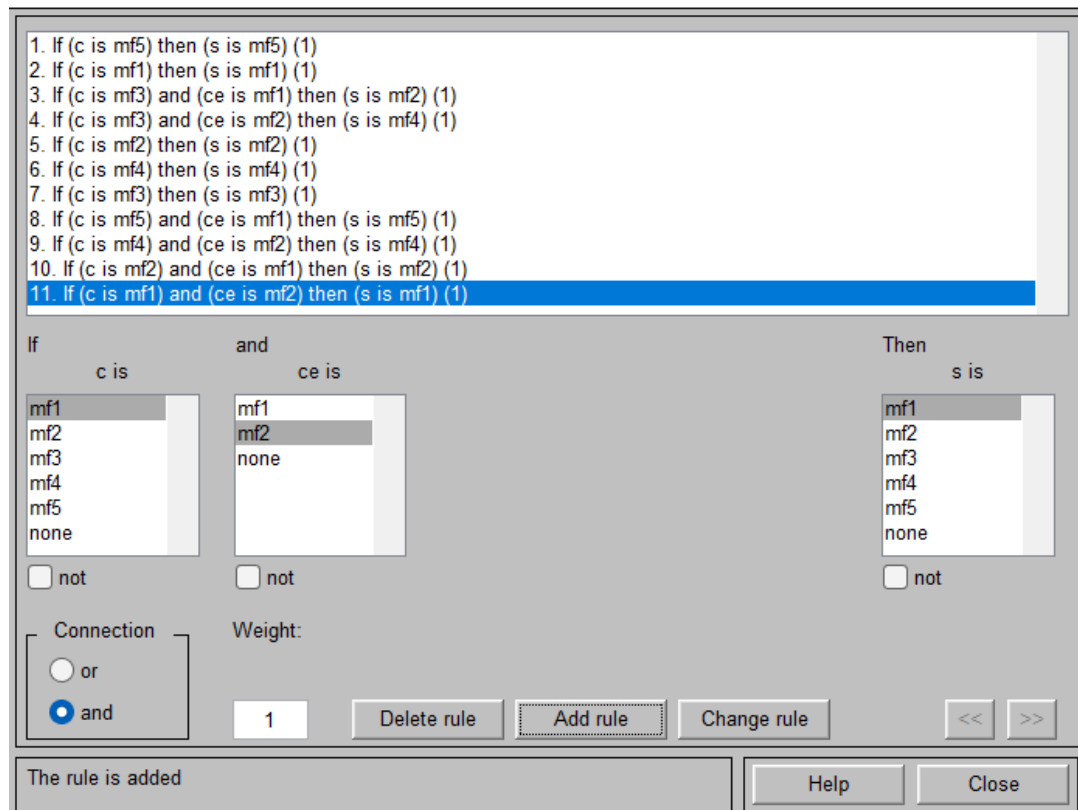 1. If (c is mf5) then (s is mf5) (1)
2. If (c is mf1) then (s is mf1) (1)
3. If (c is mf3) and (ce is mf1) then (s is mf2) (1)
4. If (c is mf3) and (ce is mf2) then (s is mf4) (1)
5. If (c is mf2) then (s is mf2) (1)
6. If (c is mf4) then (s is mf4) (1)
7. If (c is mf3) then (s is mf3) (1)
8. If (c is mf5) and (ce is mf1) then (s is mf5) (1)
9. If (c is mf4) and (ce is mf2) then (s is mf4) (1)
10. If (c is mf2) and (ce is mf1) then (s is mf2) (1)
11. If (c is mf1) and (ce is mf2) then (s is mf1) (1)
If and Then
c is ce is s is
mf1 mf1 mf1
mf2 mf2 mf2
mf3 none mf3
mf4 mf4
mf5 mf5
none none
not not not
Connection Weight:
or
and 1 Delete rule Add rule Change rule << >>
The rule is added Help Close